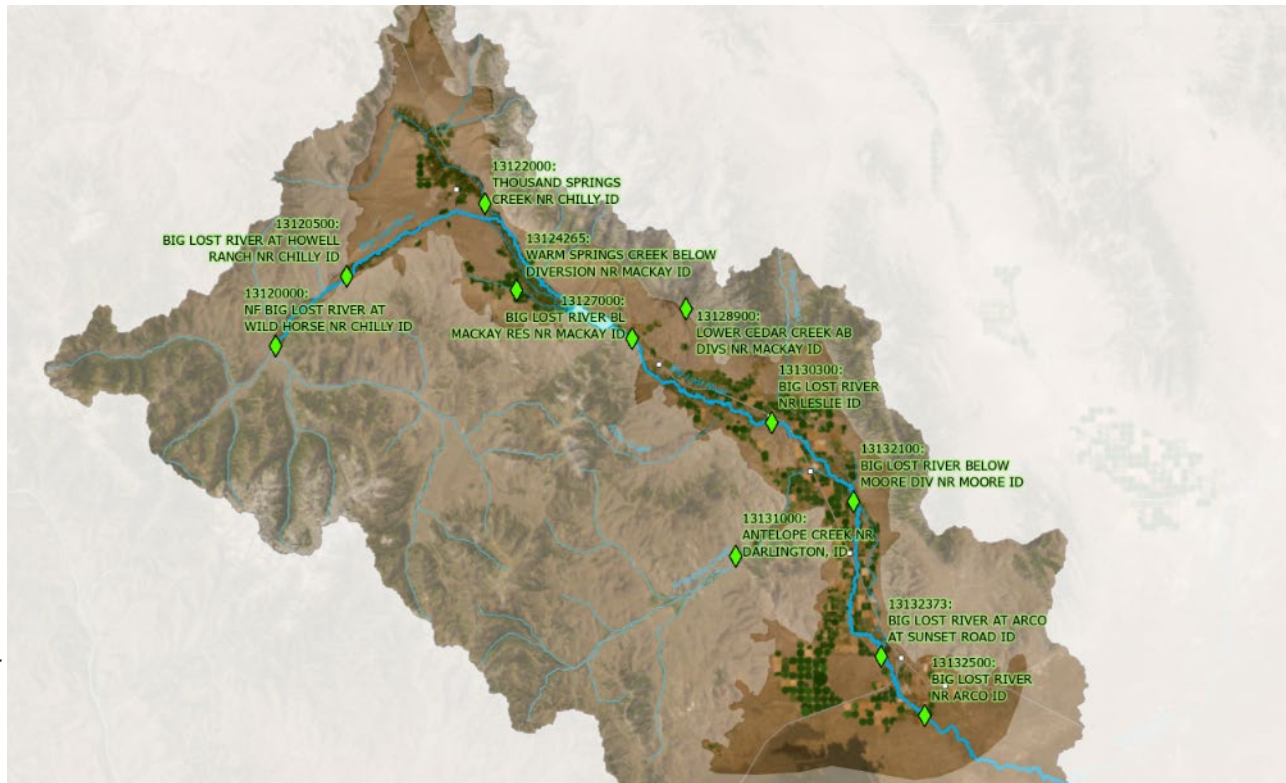 13122000:
THOUSAND SPRINGS
CREEK NR CHILLY ID
13120500:
BIG LOST RIVER AT HOWELL
RANCH NR CHILLY ID
13124265:
WARM SPRINGS CREEK BELOW
DIVERSION NR MACKAY ID
13120000:
NF BIG LOST RIVER AT
WILD HORSE NR CHILLY ID
13127000:
BIG LOST RIVER BL
MACKAY RES NR MACKAY ID
13128900:
LOWER CEDAR CREEK AB
DIVS NR MACKAY ID
13130300:
BIG LOST RIVER
NR LESLIE ID
13132100:
BIG LOST RIVER BELOW
MOORE DIV NR MOORE ID
13131000:
ANTELOPE CREEK NR
DARLINGTON, ID
13132373:
BIG LOST RIVER AT ARCO
AT SUNSET ROAD ID
13132500:
BIG LOST RIVER
NR ARCO ID